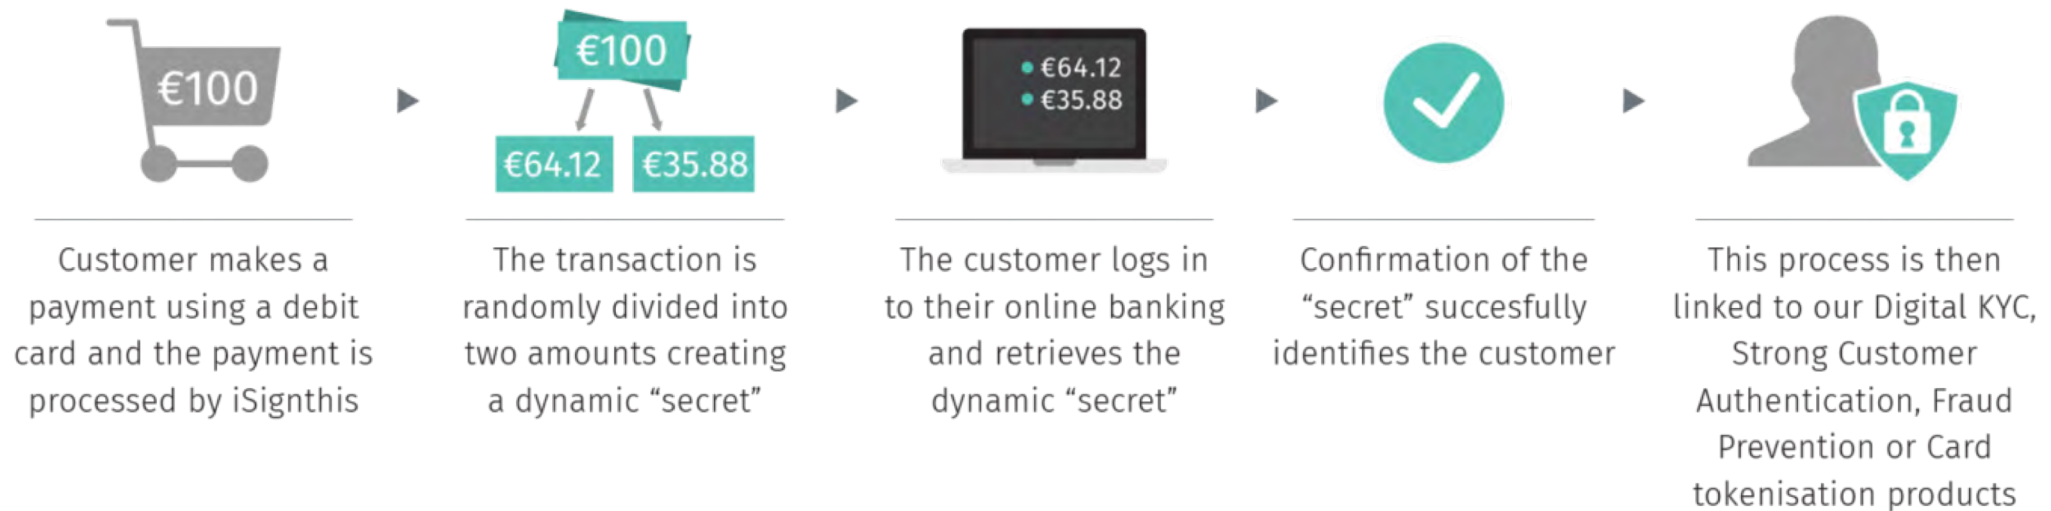 €100
€100
€64.12
€35.88
€64.12
€35.88
Customer makes a
payment using a debit
card and the payment is
processed by iSignthis
The transaction is
randomly divided into
two amounts creating
a dynamic “secret”
The customer logs in
to their online banking
and retrieves the
dynamic “secret”
Confirmation of the
“secret” succesfully
identifies the customer
This process is then
linked to our Digital KYC,
Strong Customer
Authentication, Fraud
Prevention or Card
tokenisation products